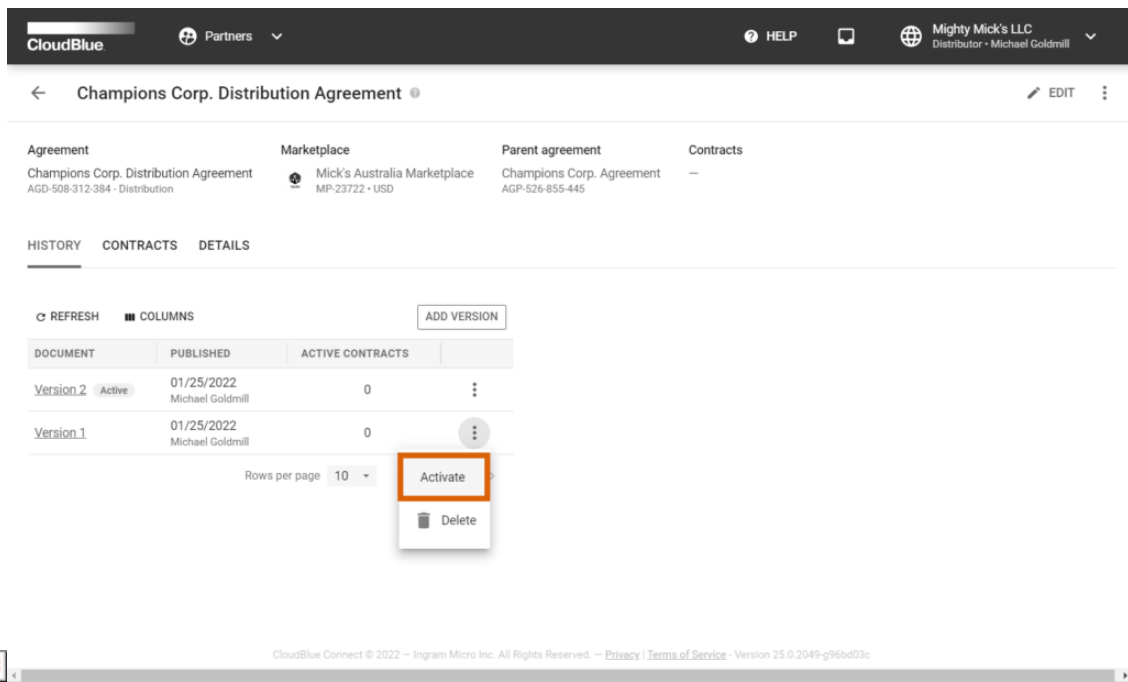 CloudBlue. Partners HELP Mighty Mick's LLC
Distributor • Michael Goldmill
Champions Corp. Distribution Agreement EDIT
Agreement Marketplace Parent agreement Contracts
Champions Corp. Distribution Agreement Mick's Australia Marketplace Champions Corp. Agreement –
AGD-508-312-384 - Distribution MP-23722 • USD AGP-526-855-445
HISTORY CONTRACTS DETAILS
REFRESH COLUMNS ADD VERSION
DOCUMENT PUBLISHED ACTIVE CONTRACTS
Version 2 Active 01/25/2022 0
Michael Goldmill
Version 1 01/25/2022 0
Michael Goldmill
Rows per page 10 Activate
Delete
CloudBlue Connect © 2022 — Ingram Micro Inc. All Rights Reserved. — Privacy | Terms of Service - Version 25.0.2049-g96bd03c